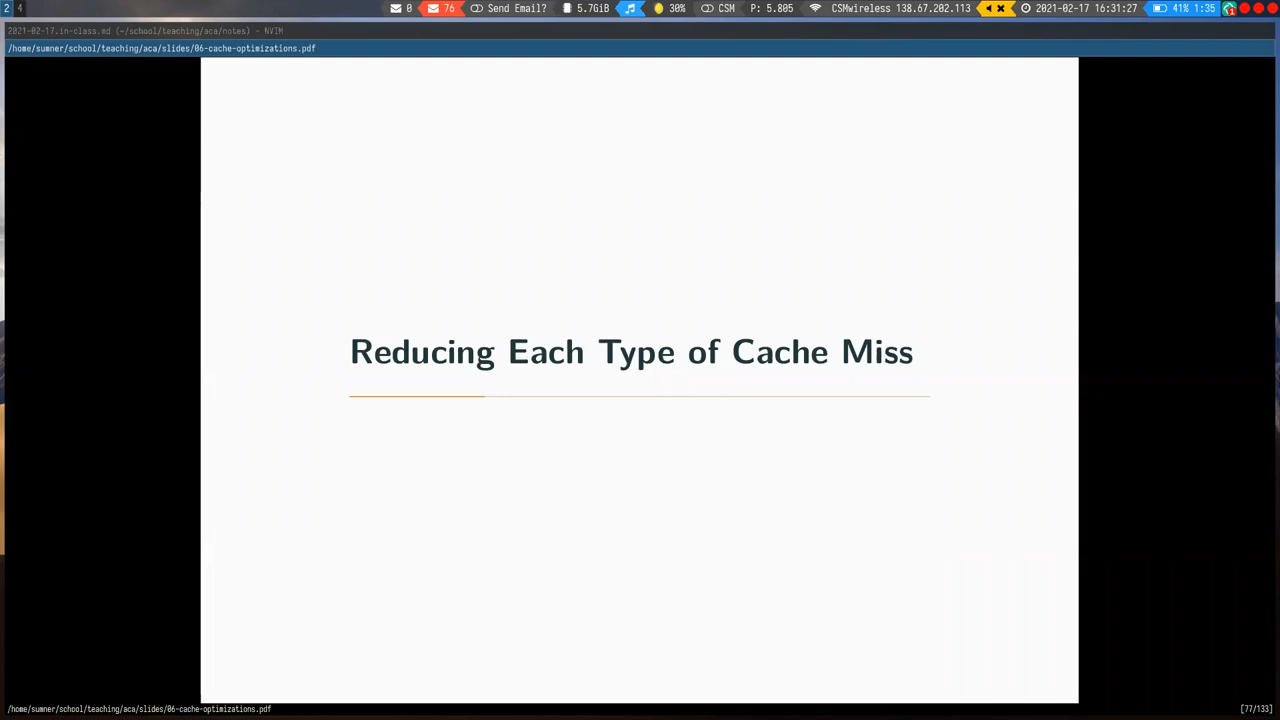 2 4 0 76 Send Email? 5.7GiB 30% CSM P: 5.805 CSMwireless 138.67.202.113 2021-02-17 16:31:27 41% 1:35 1
2021-02-17.in-class.md (~/school/teaching/aca/notes) - NVIM
/home/sumner/school/teaching/aca/slides/06-cache-optimizations.pdf
Reducing Each Type of Cache Miss
/home/sumner/school/teaching/aca/slides/06-cache-optimizations.pdf [77/133]